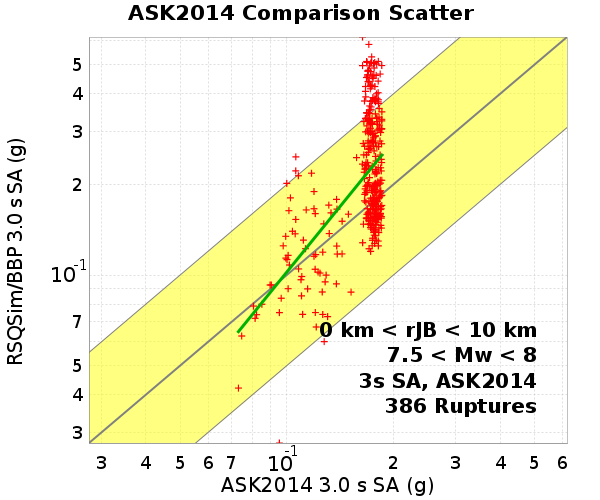 ASK2014 Comparison Scatter
RSQSim/BBP 3.0 s SA (g)
5
4
3
2
10-1
7
5
4
3
0 km < rJB < 10 km
7.5 < Mw < 8
3s SA, ASK2014
386 Ruptures
3 4 5 6 7 10-1 2 3 4 5 6
ASK2014 3.0 s SA (g)